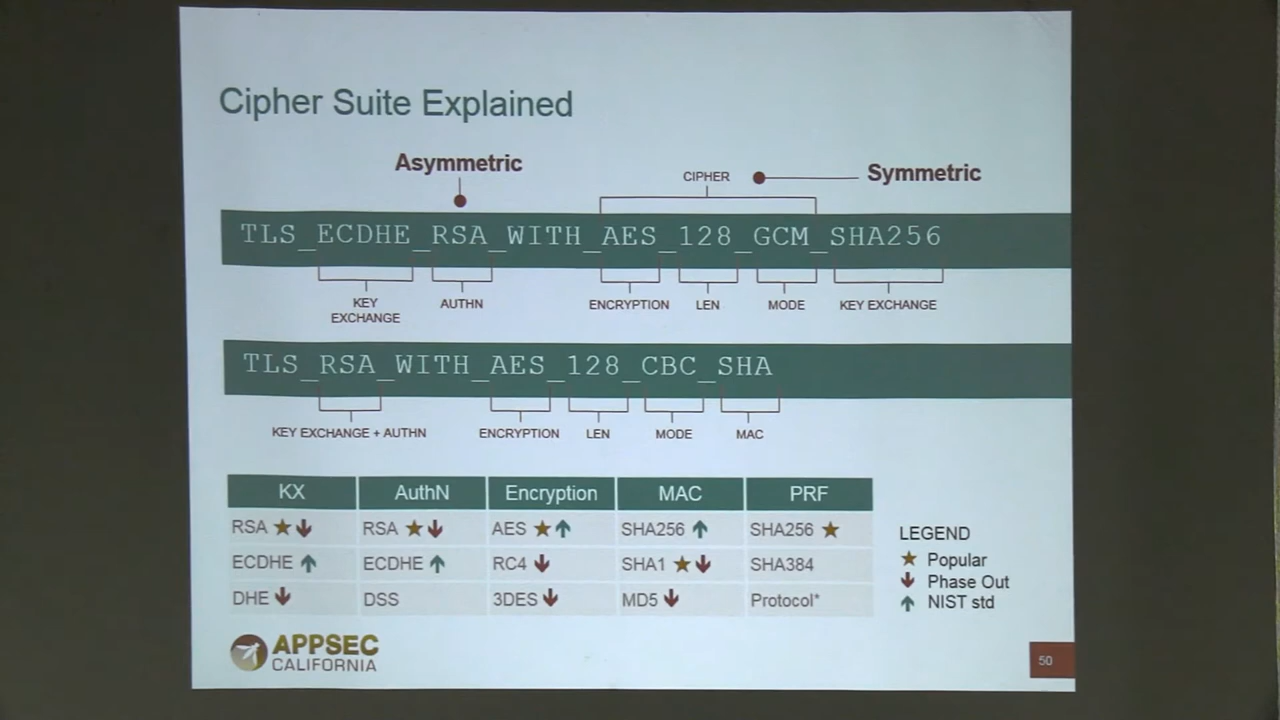 Cipher Suite Explained
Asymmetric
CIPHER
Symmetric
TLS_ECDHE_RSA_WITH_AES_128_GCM_SHA256
KEY EXCHANGE
AUTHN
ENCRYPTION
LEN
MODE
KEY EXCHANGE
TLS_RSA_WITH_AES_128_CBC_SHA
KEY EXCHANGE + AUTHN
ENCRYPTION
LEN
MODE
MAC
KX AuthN Encryption MAC PRF
RSA RSA AES SHA256 SHA256
ECDHE ECDHE RC4 SHA1 SHA384
DHE DSS 3DES MD5 Protocol*
LEGEND
Popular
Phase Out
NIST std
APPSEC
CALIFORNIA
50